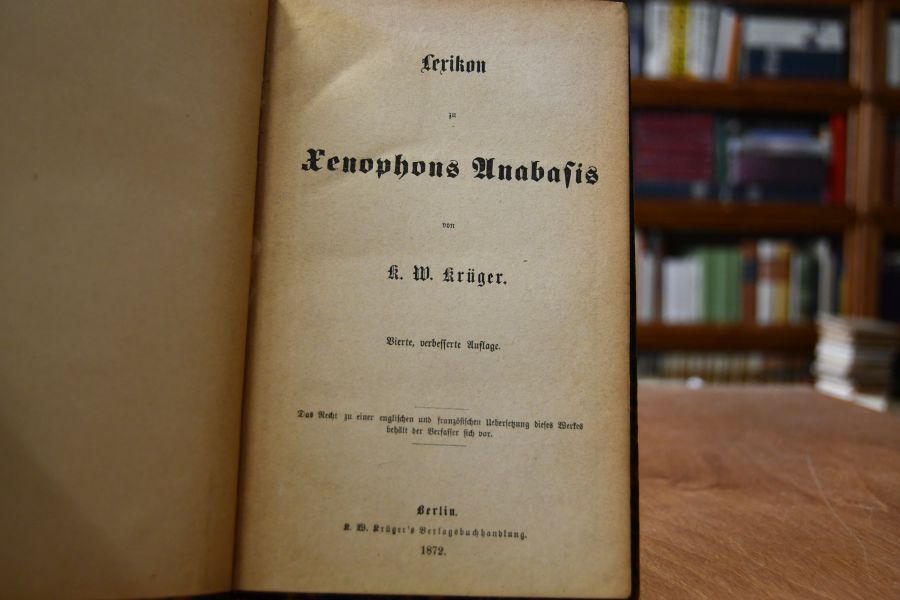 Lexikon
zu
Xenophons Anabasis
von
K. W. Krüger.
Vierte, verbesserte Auflage.
Das Recht zu einer englischen und französischen Uebersetzung dieses Werkes
behält der Verfasser sich vor.
Berlin.
K. W. Krüger's Verlagsbuchhandlung.
1872.